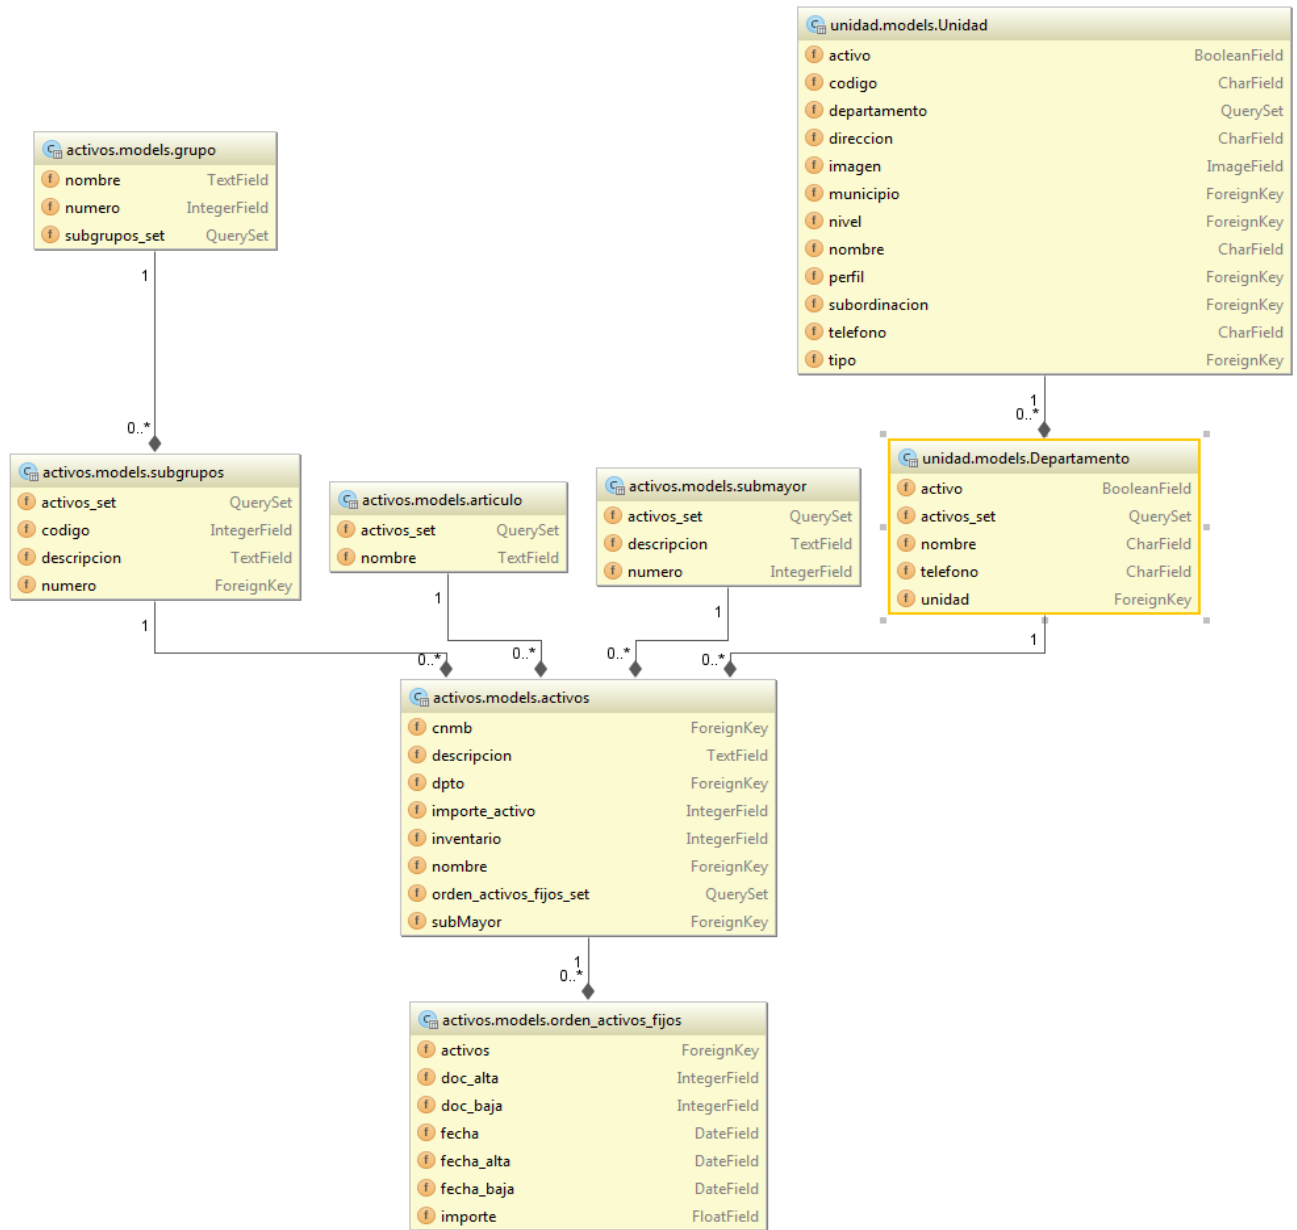 unidad.models.Unidad
activo BooleanField
codigo CharField
departamento QuerySet
direccion CharField
imagen ImageField
municipio ForeignKey
nivel ForeignKey
nombre CharField
perfil ForeignKey
subordinacion ForeignKey
telefono CharField
tipo ForeignKey
activos.models.grupo
nombre TextField
numero IntegerField
subgrupos_set QuerySet
1
0..*
1
0..*
activos.models.subgrupos
activos_set QuerySet
codigo IntegerField
descripcion TextField
numero ForeignKey
activos.models.articulo
activos_set QuerySet
nombre TextField
activos.models.submayor
activos_set QuerySet
descripcion TextField
numero IntegerField
unidad.models.Departamento
activo BooleanField
activos_set QuerySet
nombre CharField
telefono CharField
unidad ForeignKey
1
1
1
1
0..*
0..*
0..*
0..*
activos.models.activos
cnmb ForeignKey
descripcion TextField
dpto ForeignKey
importe_activo IntegerField
inventario IntegerField
nombre ForeignKey
orden_activos_fijos_set QuerySet
subMayor ForeignKey
1
0..*
activos.models.orden_activos_fijos
activos ForeignKey
doc_alta IntegerField
doc_baja IntegerField
fecha DateField
fecha_alta DateField
fecha_baja DateField
importe FloatField